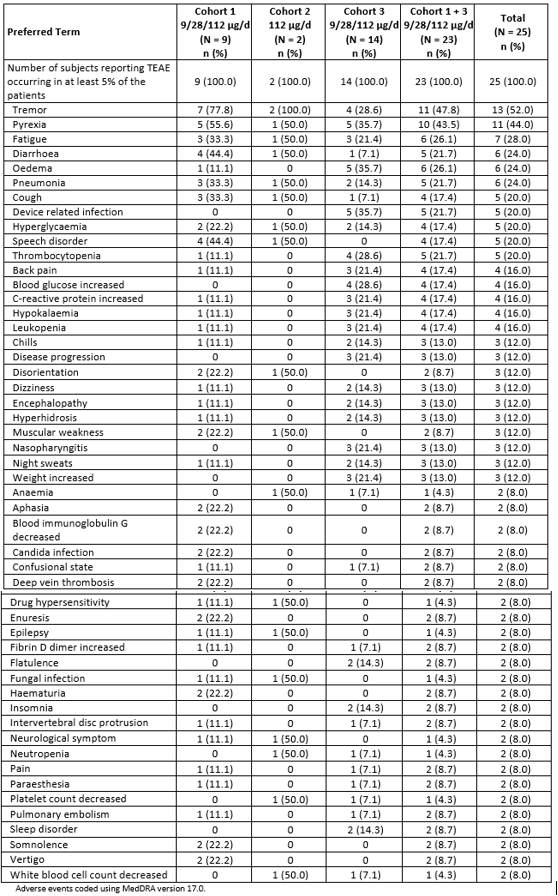 Preferred Term Cohort 1 9/28/112 µg/d (N = 9) n (%) Cohort 2 112 µg/d (N = 2) n (%) Cohort 3 9/28/112 µg/d (N = 14) n (%) Cohort 1 + 3 9/28/112 µg/d (N = 23) n (%) Total (N = 25) n (%)
Number of subjects reporting TEAE
occurring in at least 5% of the 9 (100.0) 2 (100.0) 14 (100.0) 23 (100.0) 25 (100.0)
patients
Tremor 7 (77.8) 2 (100.0) 4 (28.6) 11 (47.8) 13 (52.0)
Pyrexia 5 (55.6) 1 (50.0) 5 (35.7) 10 (43.5) 11 (44.0)
Fatigue 3 (33.3) 1 (50.0) 3 (21.4) 6 (26.1) 7 (28.0)
Diarrhoea 4 (44.4) 1 (50.0) 1 (7.1) 5 (21.7) 6 (24.0)
Oedema 1 (11.1) 0 5 (35.7) 6 (26.1) 6 (24.0)
Pneumonia 3 (33.3) 1 (50.0) 2 (14.3) 5 (21.7) 6 (24.0)
Cough 3 (33.3) 1 (50.0) 1 (7.1) 4 (17.4) 5 (20.0)
Device related infection 0 0 5 (35.7) 5 (21.7) 5 (20.0)
Hyperglycaemia 2 (22.2) 1 (50.0) 2 (14.3) 4 (17.4) 5 (20.0)
Speech disorder 4 (44.4) 1 (50.0) 0 4 (17.4) 5 (20.0)
Thrombocytopenia 1 (11.1) 0 4 (28.6) 5 (21.7) 5 (20.0)
Back pain 1 (11.1) 0 3 (21.4) 4 (17.4) 4 (16.0)
Blood glucose increased 0 0 4 (28.6) 4 (17.4) 4 (16.0)
C-reactive protein increased 1 (11.1) 0 3 (21.4) 4 (17.4) 4 (16.0)
Hypokalaemia 1 (11.1) 0 3 (21.4) 4 (17.4) 4 (16.0)
Leukopenia 1 (11.1) 0 3 (21.4) 4 (17.4) 4 (16.0)
Chills 1 (11.1) 0 2 (14.3) 3 (13.0) 3 (12.0)
Disease progression 0 0 3 (21.4) 3 (13.0) 3 (12.0)
Disorientation 2 (22.2) 1 (50.0) 0 2 (8.7) 3 (12.0)
Dizziness 1 (11.1) 0 2 (14.3) 3 (13.0) 3 (12.0)
Encephalopathy 1 (11.1) 0 2 (14.3) 3 (13.0) 3 (12.0)
Hyperhidrosis 1 (11.1) 0 2 (14.3) 3 (13.0) 3 (12.0)
Muscular weakness 2 (22.2) 1 (50.0) 0 2 (8.7) 3 (12.0)
Nasopharyngitis 0 0 3 (21.4) 3 (13.0) 3 (12.0)
Night sweats 1 (11.1) 0 2 (14.3) 3 (13.0) 3 (12.0)
Weight increased 0 0 3 (21.4) 3 (13.0) 3 (12.0)
Anaemia 0 1 (50.0) 1 (7.1) 1 (4.3) 2 (8.0)
Aphasia 2 (22.2) 0 0 2 (8.7) 2 (8.0)
Blood immunoglobulin G
decreased 2 (22.2) 0 0 2 (8.7) 2 (8.0)
Candida infection 2 (22.2) 0 0 2 (8.7) 2 (8.0)
Confusional state 1 (11.1) 0 1 (7.1) 2 (8.7) 2 (8.0)
Deep vein thrombosis 2 (22.2) 0 0 2 (8.7) 2 (8.0)
Drug hypersensitivity 1 (11.1) 1 (50.0) 0 1 (4.3) 2 (8.0)
Enuresis 2 (22.2) 0 0 2 (8.7) 2 (8.0)
Epilepsy 1 (11.1) 1 (50.0) 0 1 (4.3) 2 (8.0)
Fibrin D dimer increased 1 (11.1) 0 1 (7.1) 2 (8.7) 2 (8.0)
Flatulence 0 0 2 (14.3) 2 (8.7) 2 (8.0)
Fungal infection 1 (11.1) 1 (50.0) 0 1 (4.3) 2 (8.0)
Haematuria 2 (22.2) 0 0 2 (8.7) 2 (8.0)
Insomnia 0 0 2 (14.3) 2 (8.7) 2 (8.0)
Intervertebral disc protrusion 1 (11.1) 0 1 (7.1) 2 (8.7) 2 (8.0)
Neurological symptom 1 (11.1) 1 (50.0) 0 1 (4.3) 2 (8.0)
Neutropenia 0 1 (50.0) 1 (7.1) 1 (4.3) 2 (8.0)
Pain 1 (11.1) 0 1 (7.1) 2 (8.7) 2 (8.0)
Paraesthesia 1 (11.1) 0 1 (7.1) 2 (8.7) 2 (8.0)
Platelet count decreased 0 1 (50.0) 1 (7.1) 1 (4.3) 2 (8.0)
Pulmonary embolism 1 (11.1) 0 1 (7.1) 2 (8.7) 2 (8.0)
Sleep disorder 0 0 2 (14.3) 2 (8.7) 2 (8.0)
Somnolence 2 (22.2) 0 0 2 (8.7) 2 (8.0)
Vertigo 2 (22.2) 0 0 2 (8.7) 2 (8.0)
White blood cell count decreased 0 1 (50.0) 1 (7.1) 1 (4.3) 2 (8.0)
Adverse events coded using MedDRA version 17.0.